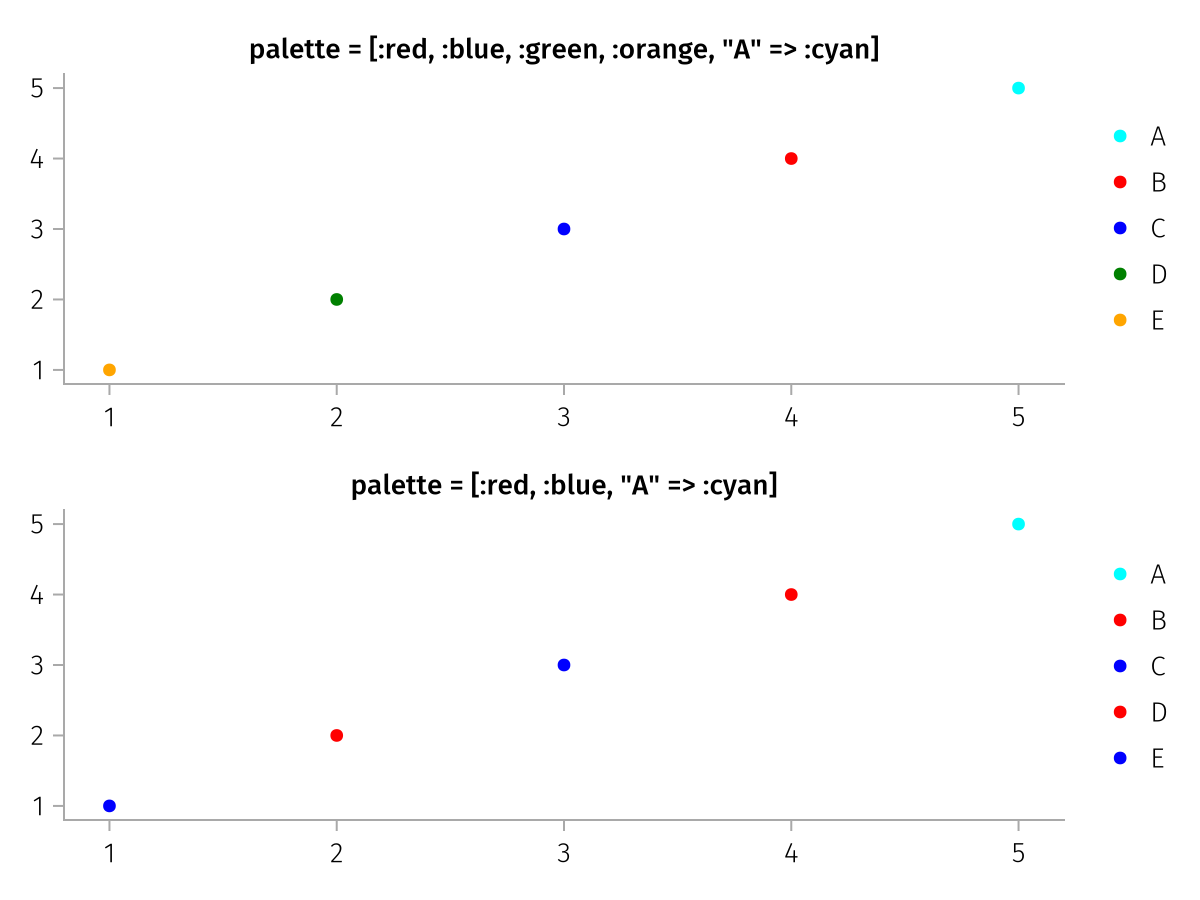 palette = [:red, :blue, :green, :orange, "A" => :cyan]
5
4
3
2
1
1 2 3 4 5
A
B
C
D
E
palette = [:red, :blue, "A" => :cyan]
5
4
3
2
1
1 2 3 4 5
A
B
C
D
E